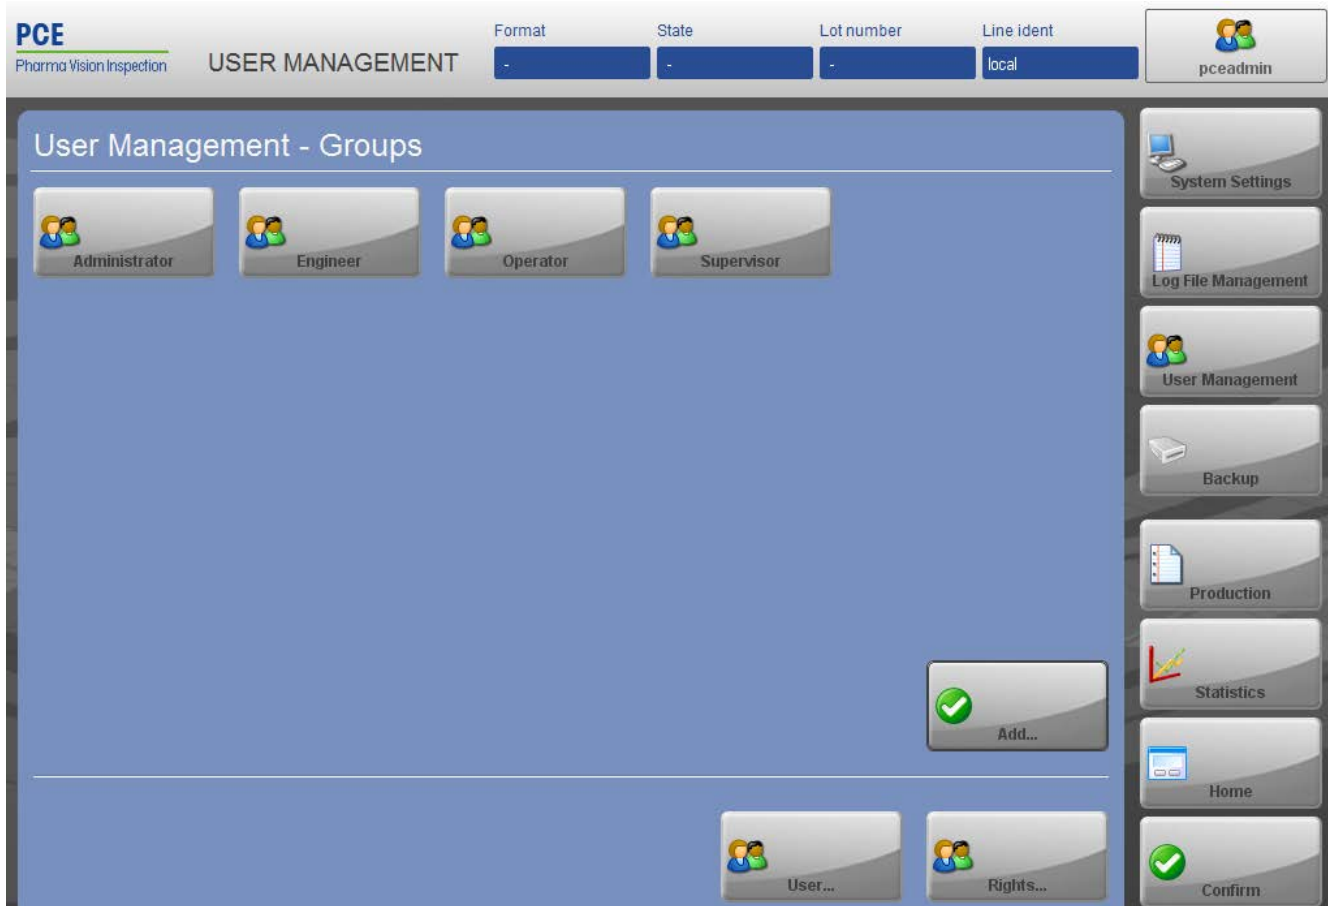 PCE
Pharma Vision Inspection
USER MANAGEMENT
Format
State
Lot number
Line ident
-
-
-
local
pceadmin
User Management - Groups
Administrator
Engineer
Operator
Supervisor
Add...
User...
Rights...
System Settings
Log File Management
User Management
Backup
Production
Statistics
Home
Confirm